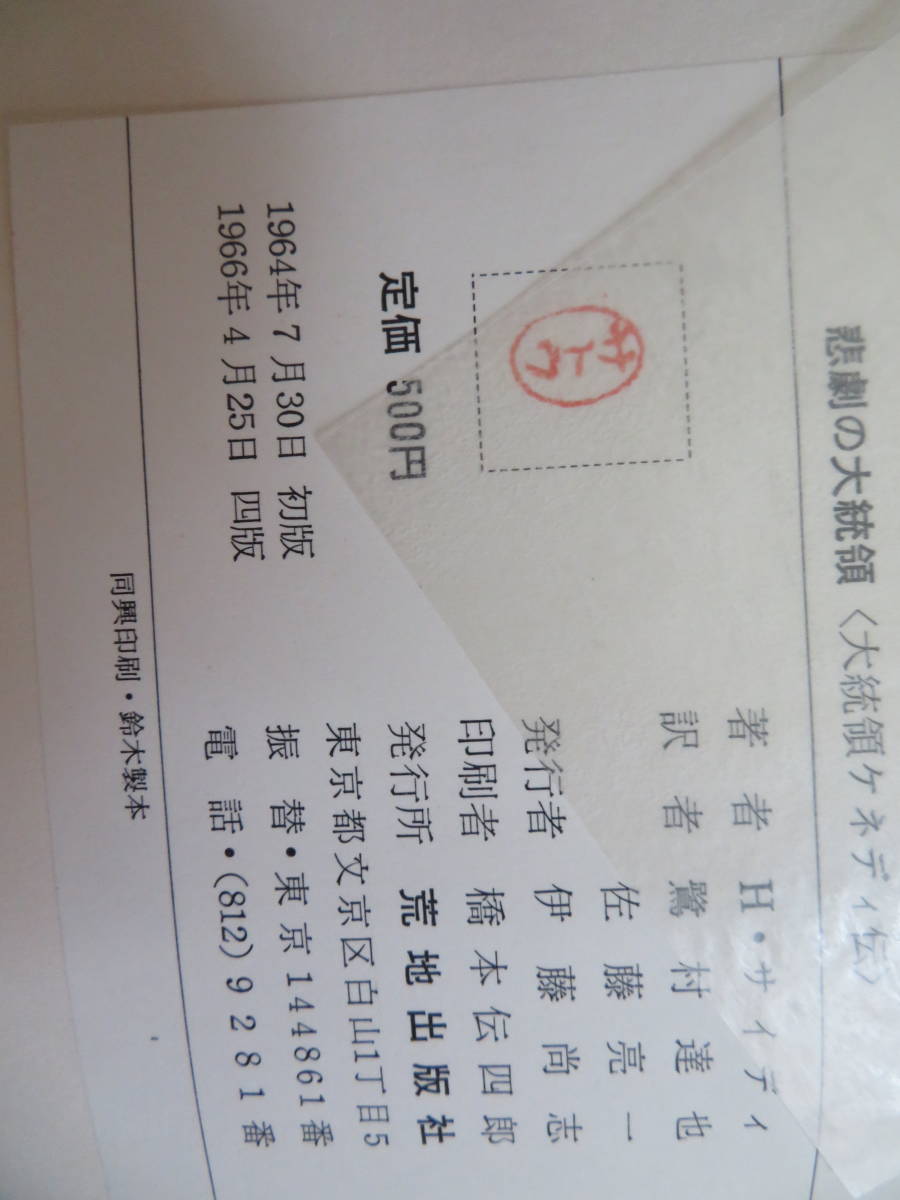 悲劇の大統領〈大統領ケネディ伝〉
著者 H・サイディ
訳者 鷺村達也
佐藤亮一
発行者 伊藤尚志
印刷者 橋本伝四郎
発行所 荒地出版社
東京都文京区白山1丁目5
振替・東京144861番
電話・(812)9281番
定価 500円
1964年7月30日 初版
1966年4月25日 四版
同興印刷・鈴木製本